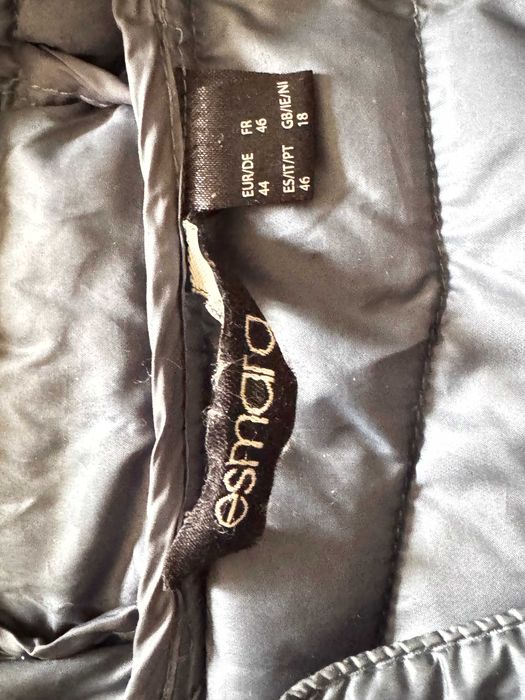 EUR/DE FR
44 46
ES/IT/PT GB/IE/NI
46 18
esmara